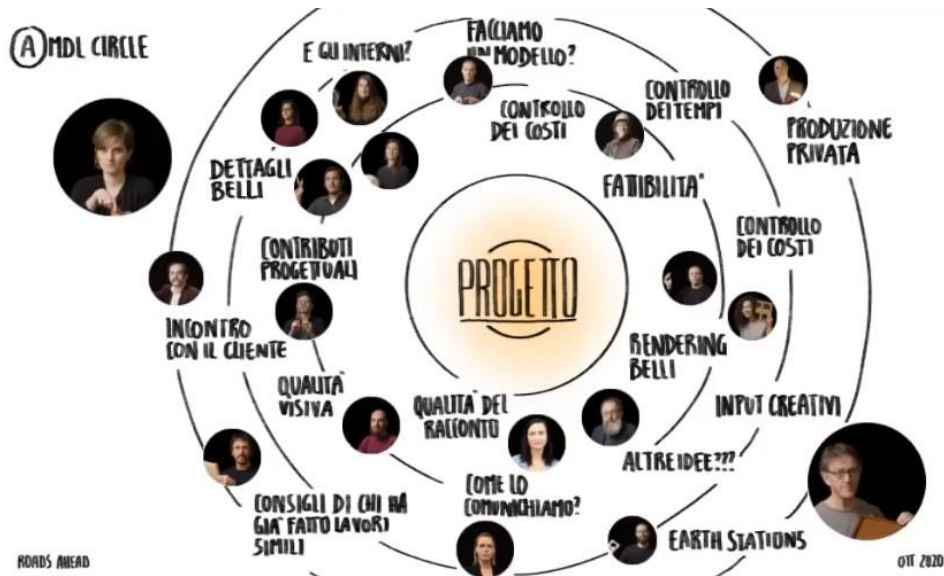 A MDL CIRCLE
E GLI INTERNI?
FACCIAMO
UN MODELLO?
CONTROLLO
DEI COSTI
CONTROLLO
DEI TEMPI
PRODUZIONE
PRIVATA
DETTAGLI
BELLI
FATTIBILITA'
CONTRIBUTI
PROGETTUALI
CONTROLLO
DEI COSTI
PROGETTO
INCONTRO
CON IL CLIENTE
RENDERING
BELLI
QUALITA'
VISIVA
QUALITA' DEL
RACCONTO
INPUT CREATIVI
ALTRE IDEE???
COME LO
COMUNICHIAMO?
CONSIGLI DI CHI HA
GIA' FATTO LAVORI
SIMILI
EARTH STATIONS
ROADS AHEAD
OTT 2020